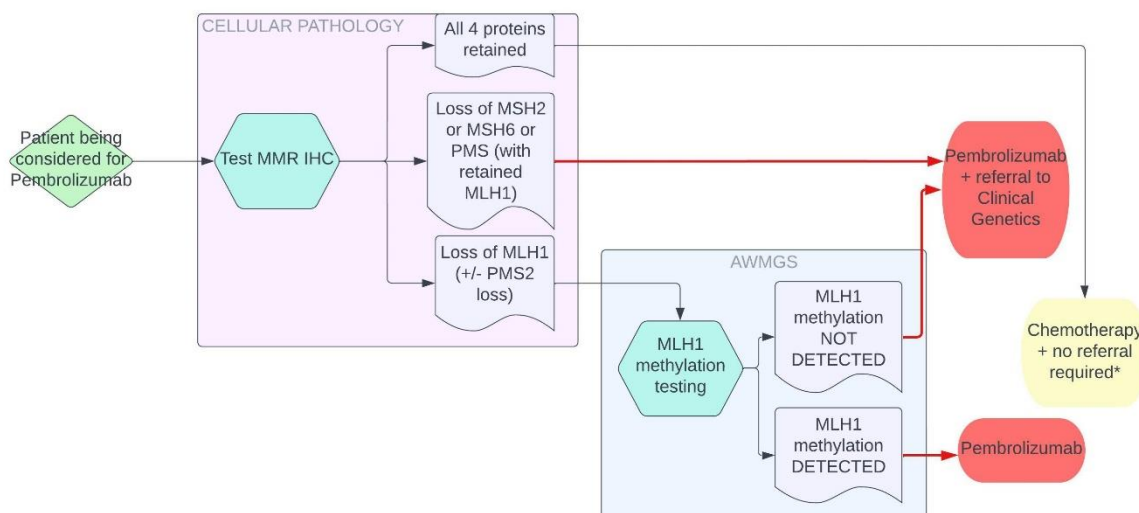 CELLULAR PATHOLOGY
All 4 proteins
retained
Loss of MSH2
or MSH6 or
PMS (with
retained
MLH1)
Patient being
considered for
Pembrolizumab
Test MMR IHC
Pembrolizumab
+ referral to
Clinical
Genetics
Loss of MLH1
(+/- PMS2
loss)
AWMGS
MLH1
methylation
testing
MLH1
methylation
NOT
DETECTED
Chemotherapy
+ no referral
required*
MLH1
methylation
DETECTED
Pembrolizumab